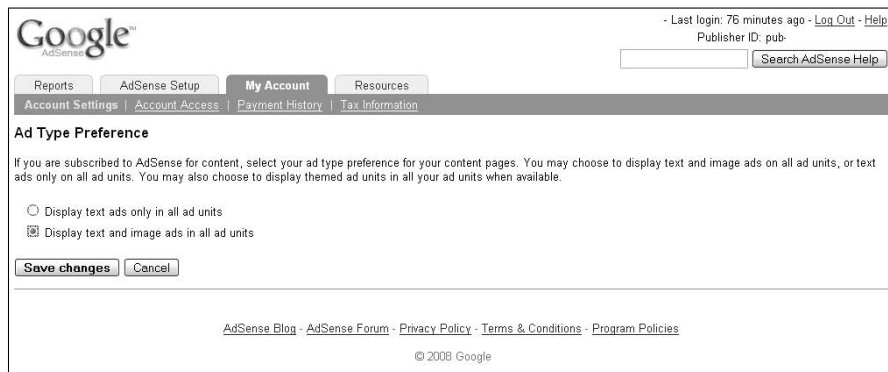 - Last login: 76 minutes ago - Log Out - Help
Google™
AdSense
Publisher ID: pub-
Search AdSense Help
Reports AdSense Setup My Account Resources
Account Settings | Account Access | Payment History | Tax Information
Ad Type Preference
If you are subscribed to AdSense for content, select your ad type preference for your content pages. You may choose to display text and image ads on all ad units, or text
ads only on all ad units. You may also choose to display themed ad units in all your ad units when available.
Display text ads only in all ad units
Display text and image ads in all ad units
Save changes Cancel
AdSense Blog - AdSense Forum - Privacy Policy - Terms & Conditions - Program Policies
© 2008 Google